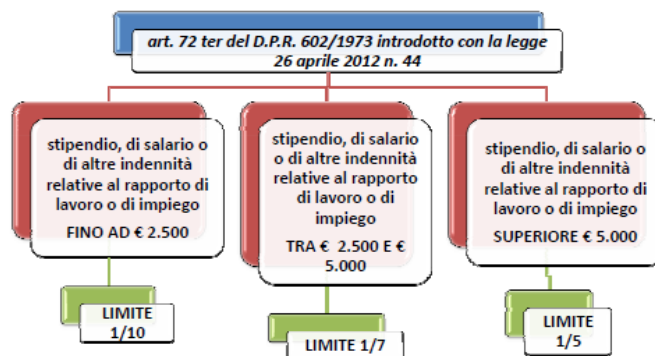 art. 72 ter del D.P.R. 602/1973 introdotto con la legge
26 aprile 2012 n. 44
stipendio, di salario o
di altre indennità
relative al rapporto di
lavoro o di impiego
FINO AD € 2.500
stipendio, di salario
o di altre indennità
relative al rapporto
di lavoro o di
impiego
TRA € 2.500 E €
5.000
stipendio, di salario o
di altre indennità
relative al rapporto di
lavoro o di impiego
SUPERIORE € 5.000
LIMITE
1/10
LIMITE 1/7
LIMITE
1/5